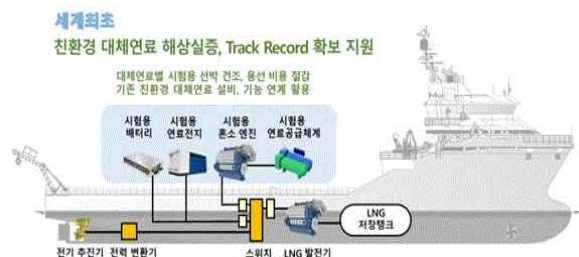 세계최초
친환경 대체연료 해상실증, Track Record 확보 지원
대체연료별 시험용 선박 건조, 용선 비용 절감
기존 친환경 대체연료 설비, 기능 연계 활용
시험용 시험용 시험용 시험용
배터리 연료전지 혼소 엔진 연료공급체계
LNG
저장탱크
전기 추진기 전력 변환기 스위치 LNG 발전기